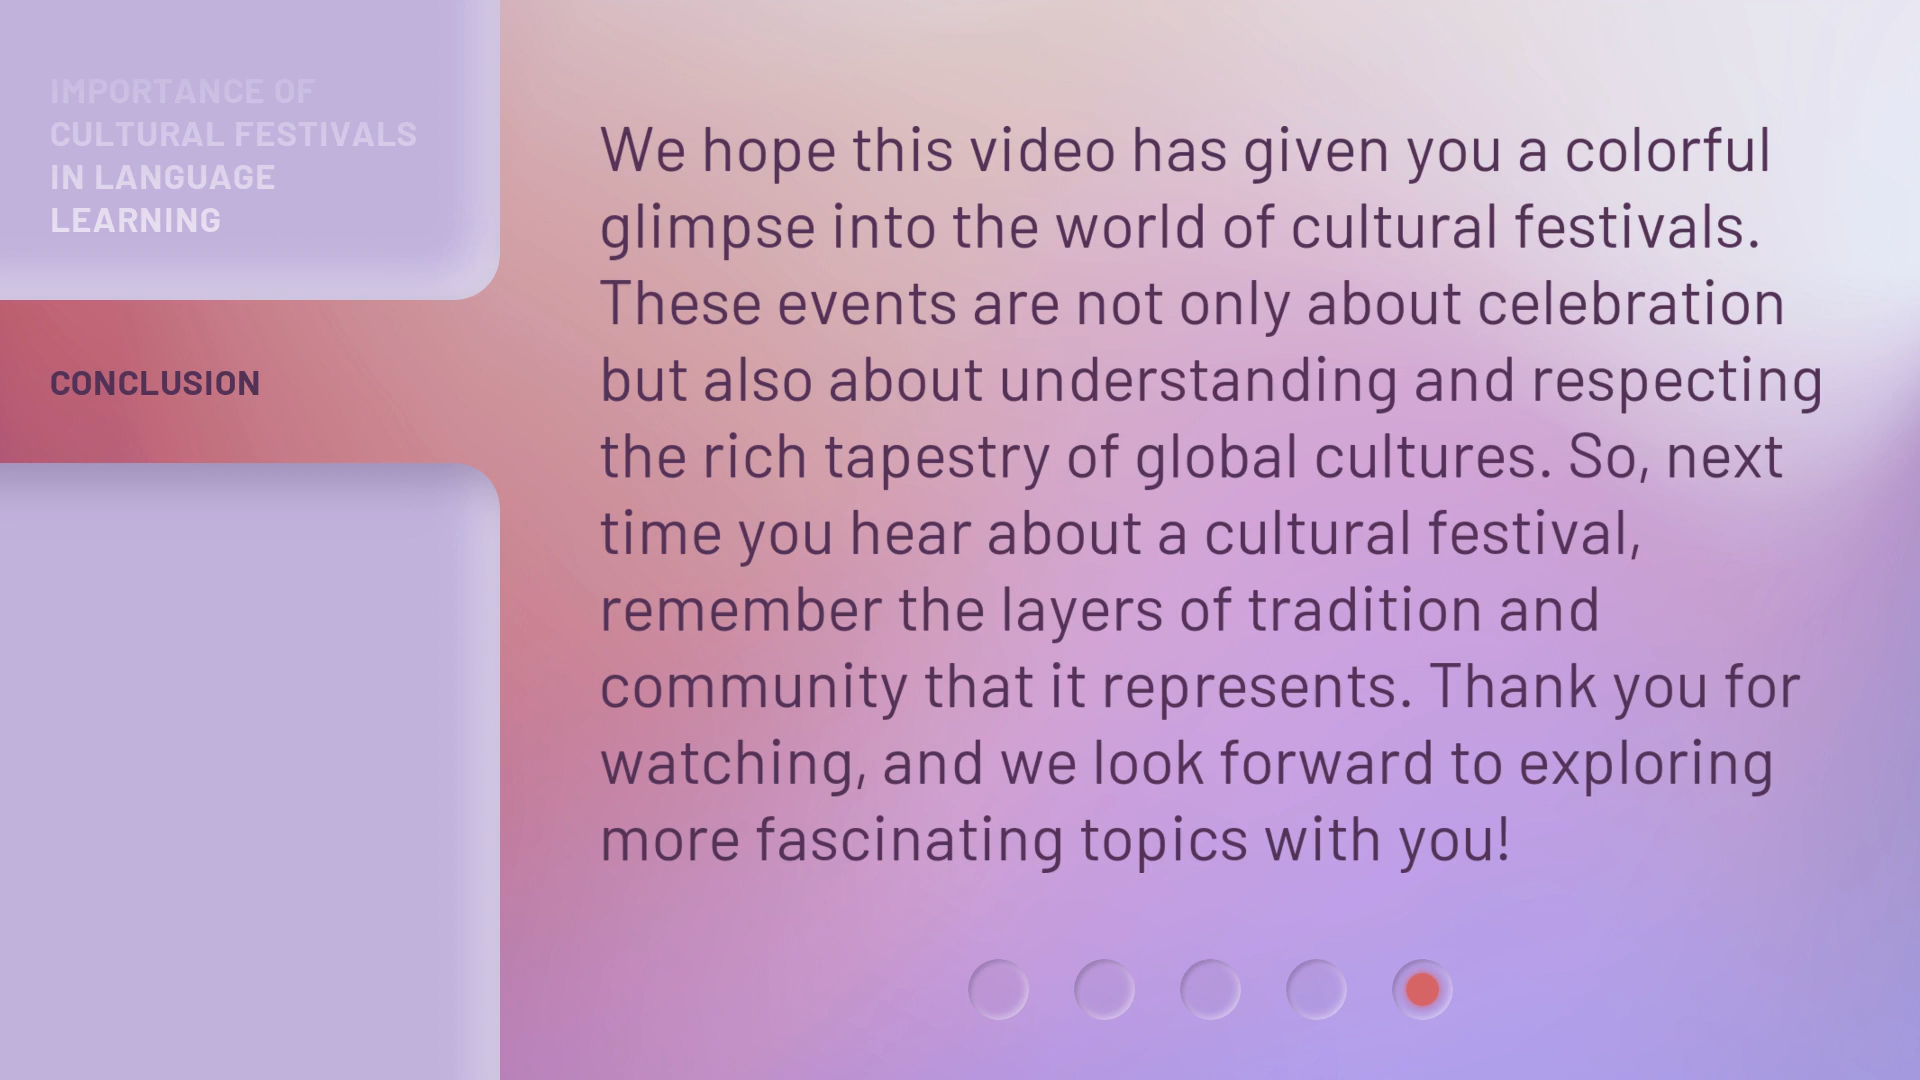 IMPORTANCE OF
CULTURAL FESTIVALS
IN LANGUAGE
LEARNING
CONCLUSION
We hope this video has given you a colorful
glimpse into the world of cultural festivals.
These events are not only about celebration
but also about understanding and respecting
the rich tapestry of global cultures. So, next
time you hear about a cultural festival,
remember the layers of tradition and
community that it represents. Thank you for
watching, and we look forward to exploring
more fascinating topics with you!